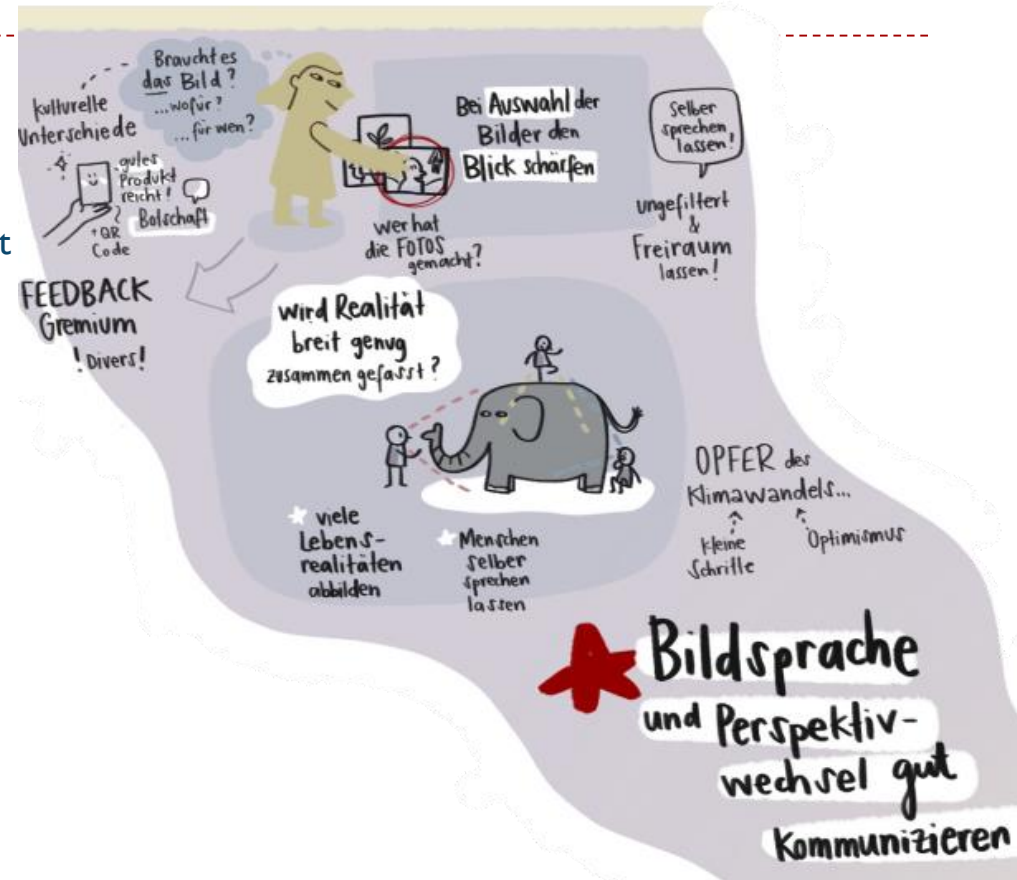 Braucht es
das Bild?
...wofür?
...für wen?
kulturelle
Unterschiede
gutes
Produkt
reicht!
Botschaft
+ QR
Code
Bei Auswahl der
Bilder den
Blick schärfen
wer hat
die FOTOS
gemacht?
Selber
sprechen
lassen!
ungefiltert
&
Freiraum
lassen!
t
FEEDBACK
Gremium
! Divers!
wird Realität
breit genug
zusammen gefasst?
viele
Lebens-
realitäten
abbilden
Menschen
selber
sprechen
lassen
OPFER des
Klimawandels...
kleine
Schritte
Optimismus
Bildsprache
und Perspektiv-
wechsel gut
kommunizieren